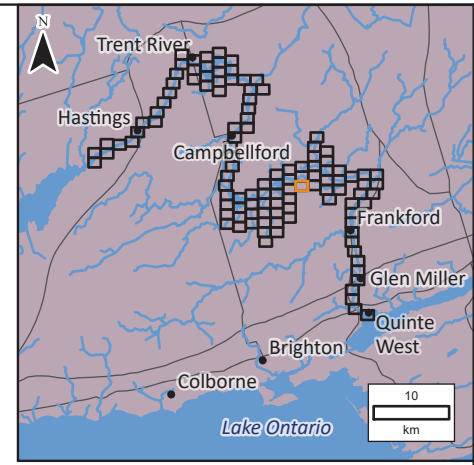 N
Trent River
Hastings
Campbellford
Frankford
Glen Miller
Quinte
West
Brighton
Colborne
10
km
Lake Ontario